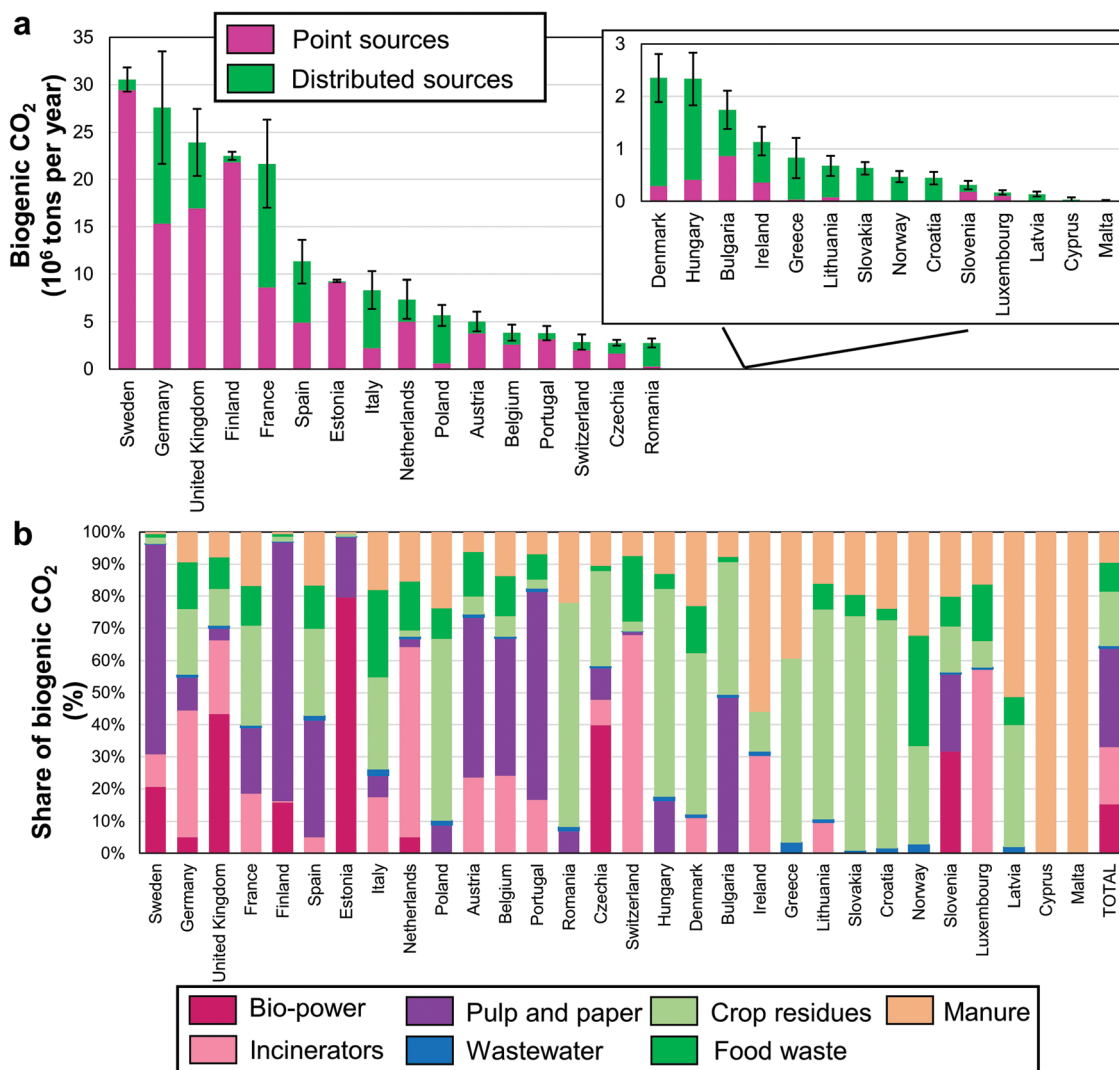 a
Point sources
Distributed sources
Biogenic CO₂
(10⁶ tons per year)
35
30
25
20
15
10
5
0
Sweden
Germany
United Kingdom
Finland
France
Spain
Estonia
Italy
Netherlands
Poland
Austria
Belgium
Portugal
Switzerland
Czechia
Romania
3
2
1
0
Denmark
Hungary
Bulgaria
Ireland
Greece
Lithuania
Slovakia
Norway
Croatia
Slovenia
Luxembourg
Latvia
Cyprus
Malta
b
Share of biogenic CO₂
(%)
100%
90%
80%
70%
60%
50%
40%
30%
20%
10%
0%
Sweden
Germany
United Kingdom
France
Finland
Spain
Estonia
Italy
Netherlands
Poland
Austria
Belgium
Portugal
Romania
Czechia
Switzerland
Hungary
Denmark
Bulgaria
Ireland
Greece
Lithuania
Slovakia
Croatia
Norway
Slovenia
Luxembourg
Latvia
Cyprus
Malta
TOTAL
Bio-power
Pulp and paper
Crop residues
Manure
Incinerators
Wastewater
Food waste